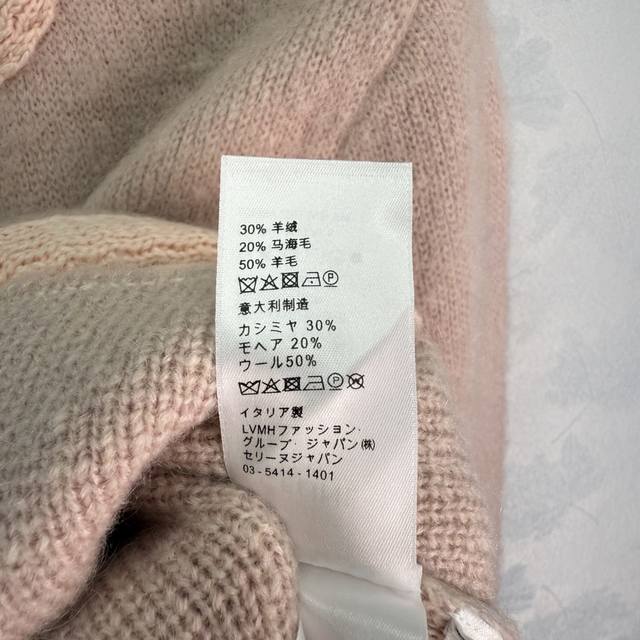 30% 羊绒
20% 马海毛
50% 羊毛
意大利制造
カシミヤ 30%
モヘア 20%
ウール50%
イタリア製
LVMHファッション・
グループ・ジャパン㈱
セリーヌジャパン
03-5414-1401